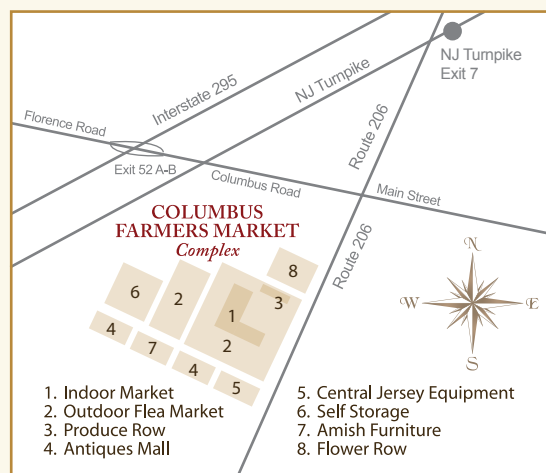 NJ Turnpike
Exit 7
Interstate 295
NJ Turnpike
Route 206
Florence Road
Exit 52 A-B
Columbus Road
Main Street
COLUMBUS
FARMERS MARKET
Complex
Route 206
8
6
2
3
1
4
7
2
4
5
N
W
E
S
1. Indoor Market
2. Outdoor Flea Market
3. Produce Row
4. Antiques Mall
5. Central Jersey Equipment
6. Self Storage
7. Amish Furniture
8. Flower Row